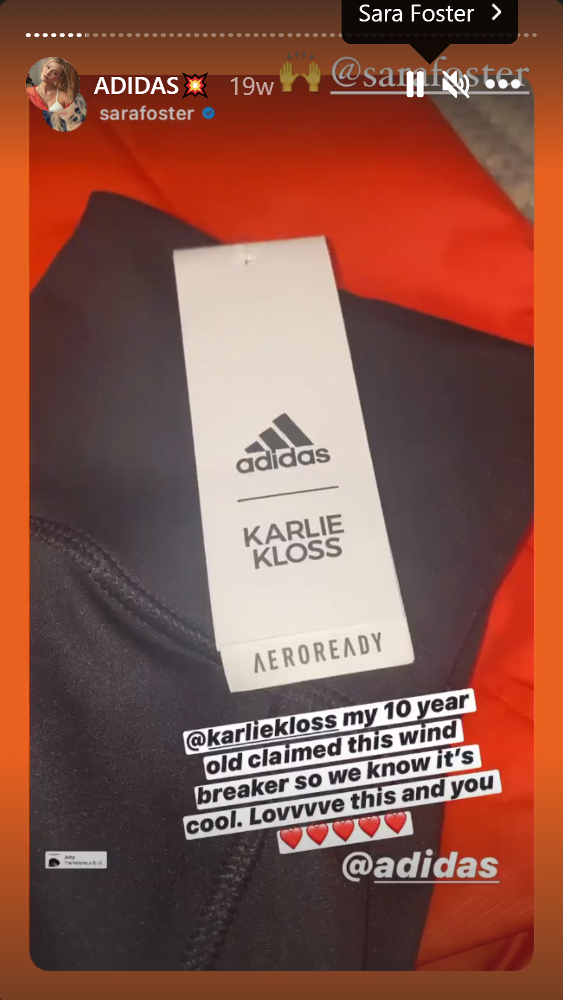 Sara Foster
ADIDAS💥 19w 🙌 @sarafoster
sarafoster
adidas
KARLIE
KLOSS
AEROREADY
@karliekloss my 10 year
old claimed this wind
breaker so we know it's
cool. Lovvvve this and you
❤️❤️❤️❤️❤️
@adidas
Juicy
The Notorious B.I.G